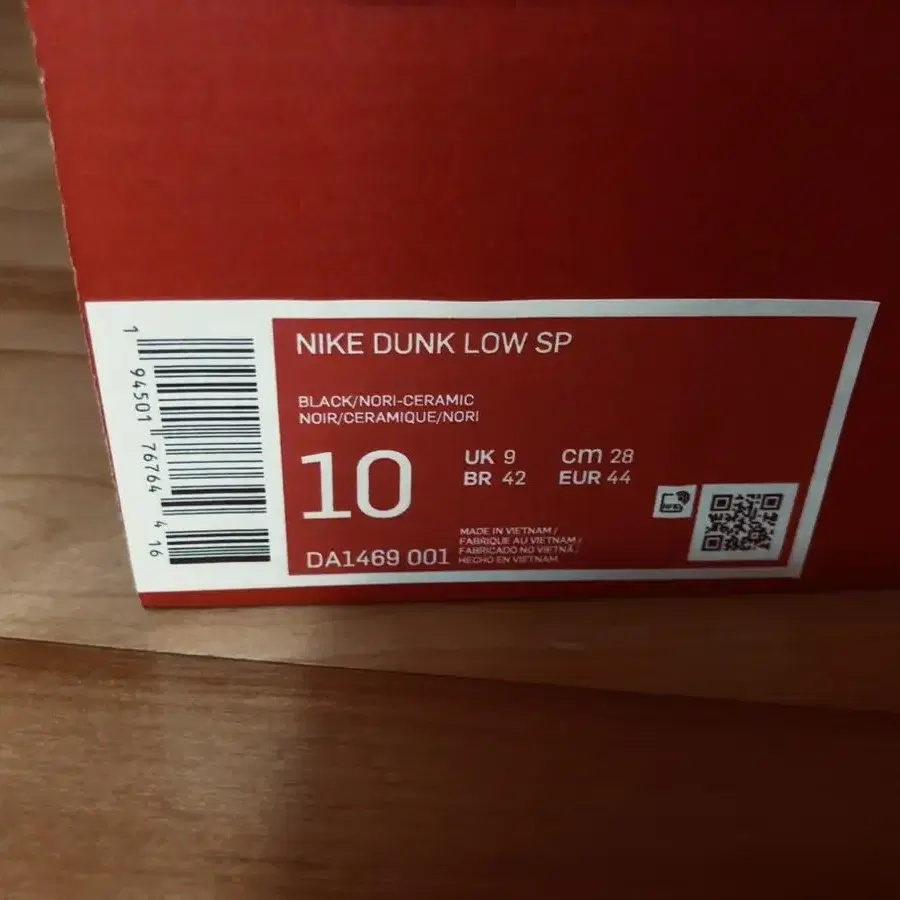 NIKE DUNK LOW SP
BLACK/NORI-CERAMIC
NOIR/CERAMIQUE/NORI
10
UK 9 cm 28
BR 42 EUR 44
DA1469 001
MADE IN VIETNAM /
FABRIQUE AU VIETNAM /
FABRICADO NO VIETNÃ /
HECHO EN VIETNAM
1 94501 76764 4 16